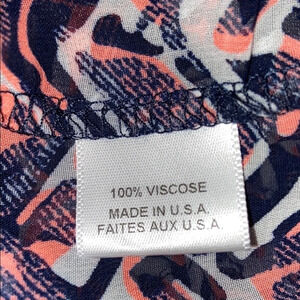 100% VISCOSE
MADE IN U.S.A.
FAITES AUX U.S.A.